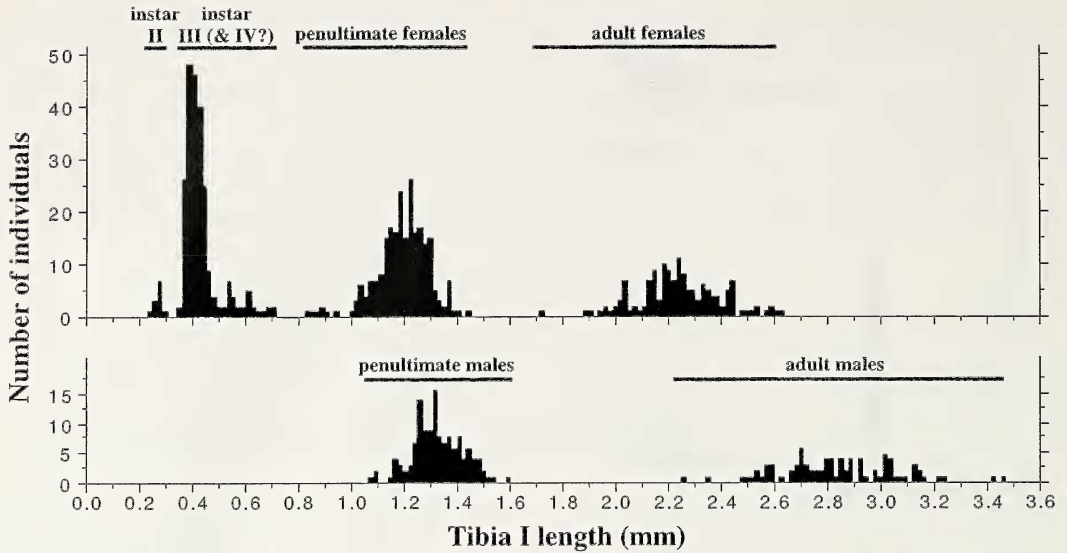 instar instar
II III (& IV?) penultimate females adult females
50
40
30
20
10
0
penultimate males adult males
15
10
5
0
0.0 0.2 0.4 0.6 0.8 1.0 1.2 1.4 1.6 1.8 2.0 2.2 2.4 2.6 2.8 3.0 3.2 3.4 3.6
Number of individuals
Tibia I length (mm)